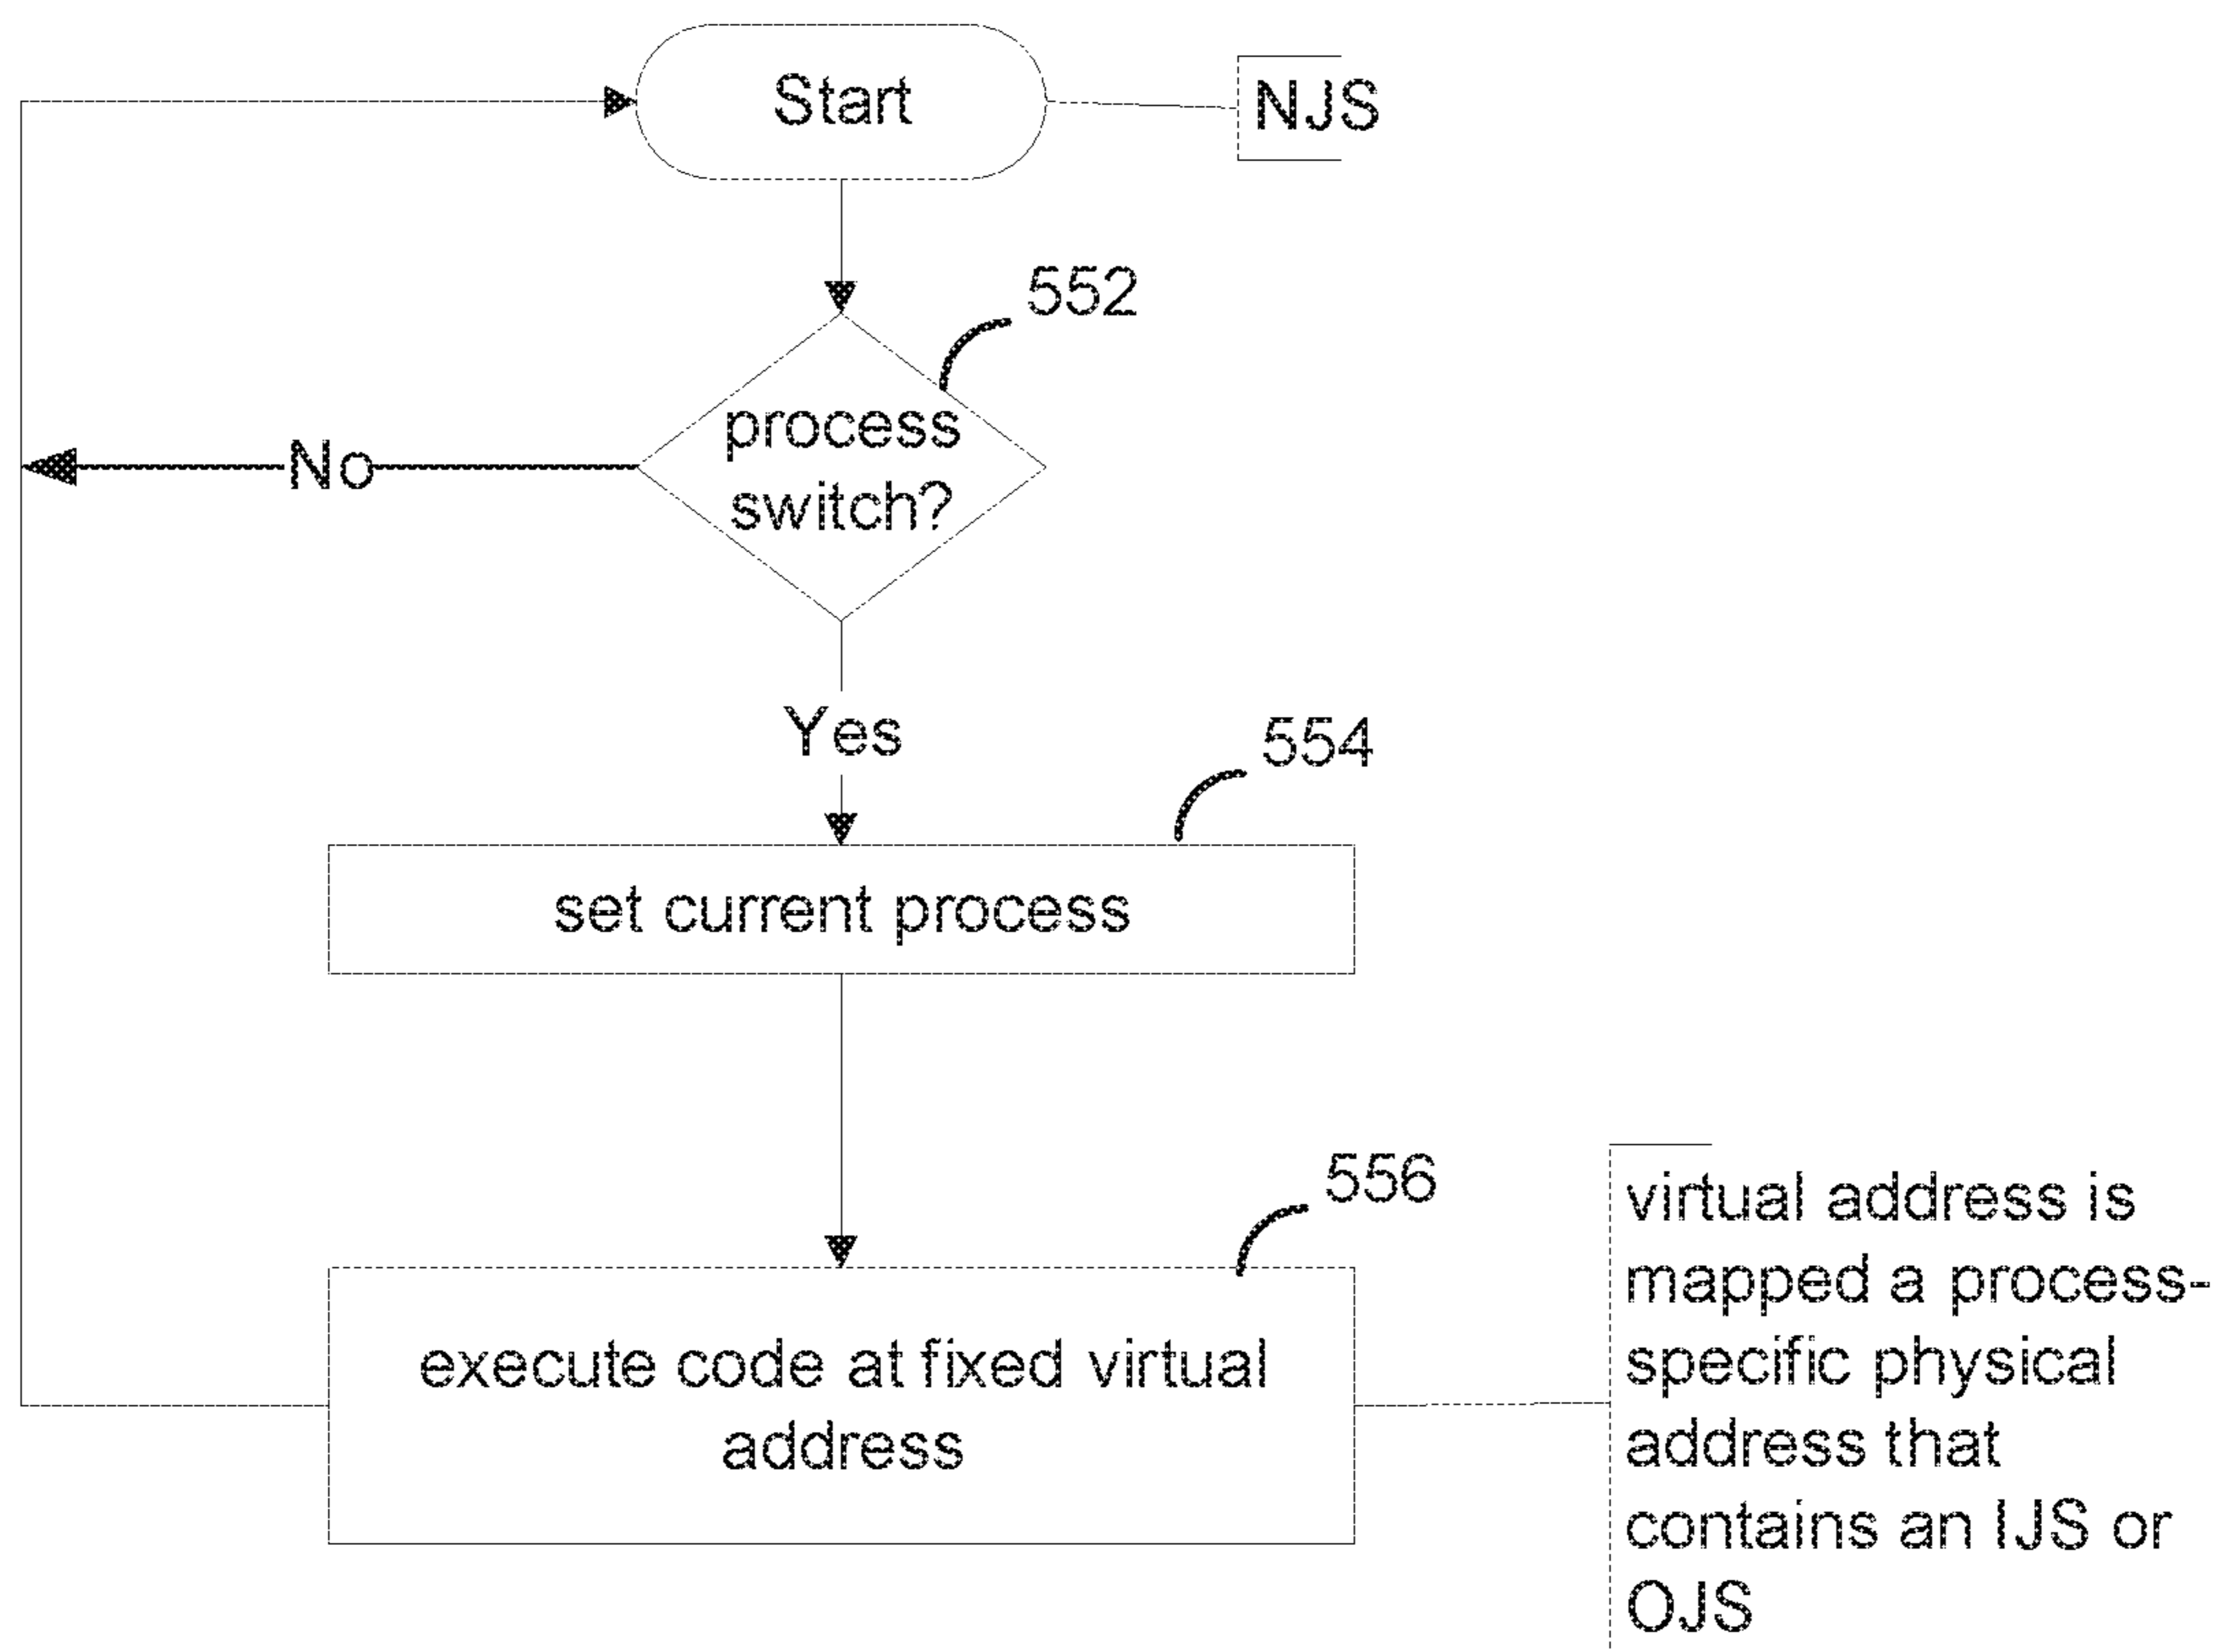 Start
NJS
552
process
switch?
No
Yes
554
set current process
556
execute code at fixed virtual
address
virtual address is
mapped a process-
specific physical
address that
contains an IJS or
OJS